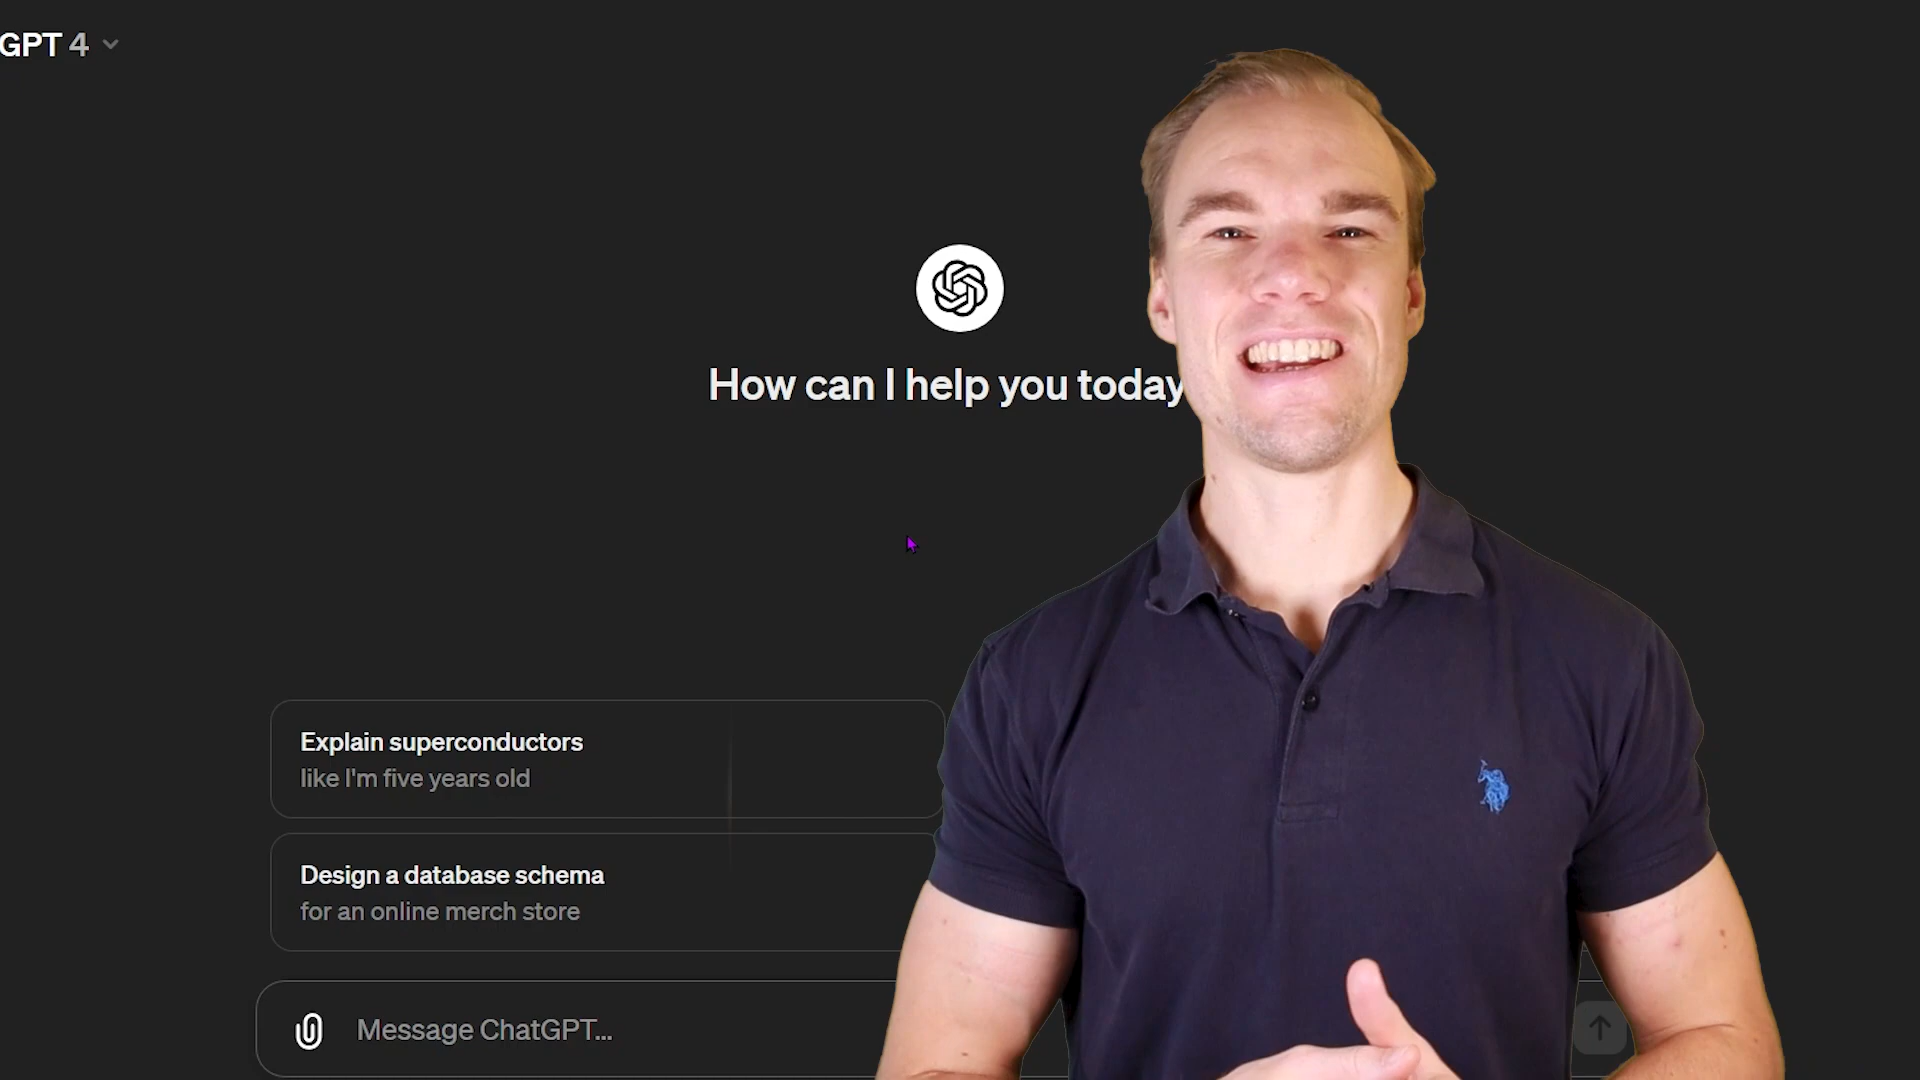 GPT 4
How can I help you today
Explain superconductors
like I'm five years old
Design a database schema
for an online merch store
Message ChatGPT...